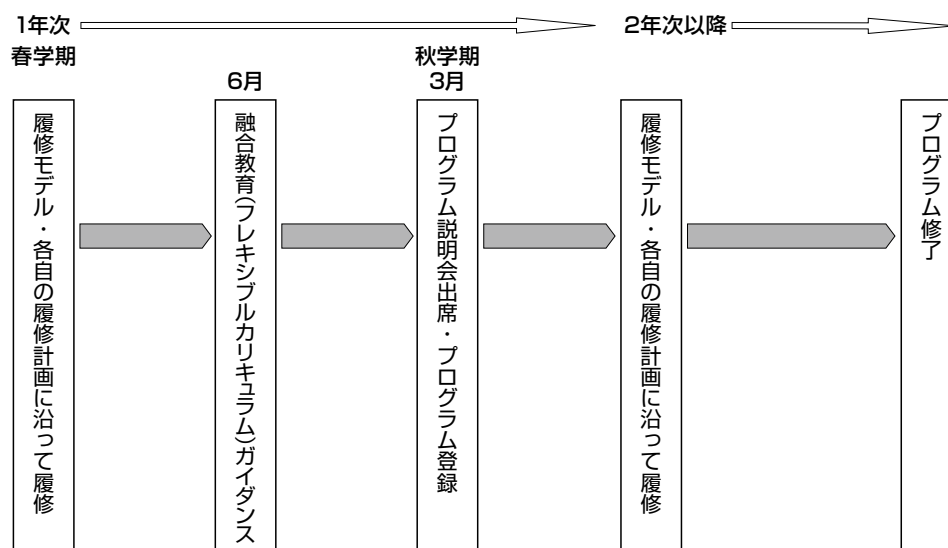 1年次
2年次以降
春学期
秋学期
6月
3月
履修モデル・各自の履修計画に沿って履修
融合教育(フレキシブルカリキュラム)ガイダンス
プログラム説明会出席・プログラム登録
履修モデル・各自の履修計画に沿って履修
プログラム修了